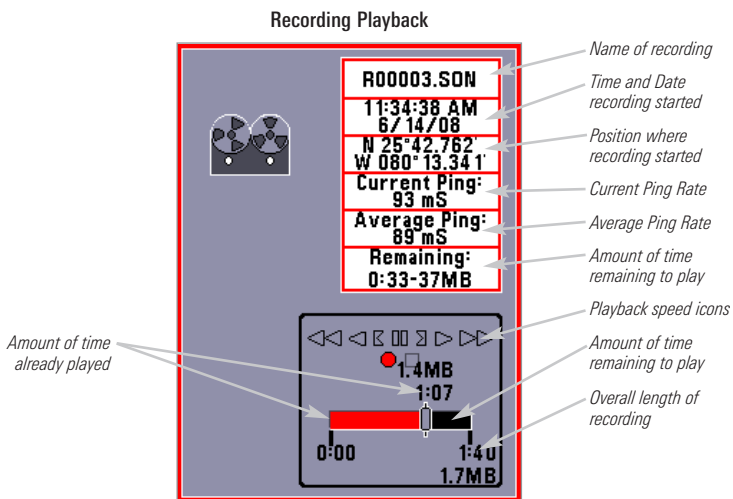 Recording Playback
R00003.SON
11:34:38 AM
6/ 14/08
N 25°42.762'
W 080° 13.341'
Current Ping:
93 mS
Average Ping:
89 mS
Remaining:
0:33-37MB
Name of recording
Time and Date
recording started
Position where
recording started
Current Ping Rate
Average Ping Rate
Amount of time
remaining to play
Playback speed icons
Amount of time
already played
Amount of time
remaining to play
Overall length of
recording
1.4MB
1:07
0:00
1:40
1.7MB